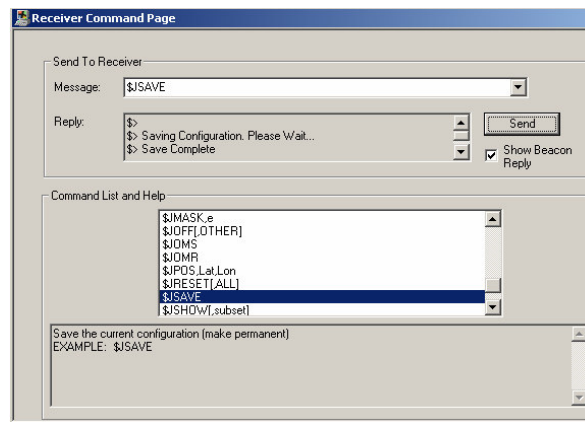 Receiver Command Page
Send To Receiver
Message: $JSAVE
Reply: $>
$> Saving Configuration. Please Wait...
$> Save Complete
Send
Show Beacon
Reply
Command List and Help
$JMASK,e
$JOFF[,OTHER]
$JOMS
$JOMR
$JPOS,Lat,Lon
$JRESET[,ALL]
$JSAVE
$JSHOW[,subset]
Save the current configuration (make permanent)
EXAMPLE: $JSAVE